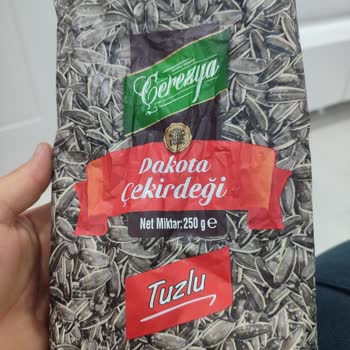 Çerezya
Dakota
Çekirdeği
Net Miktar: 250 g ℮
Tuzlu